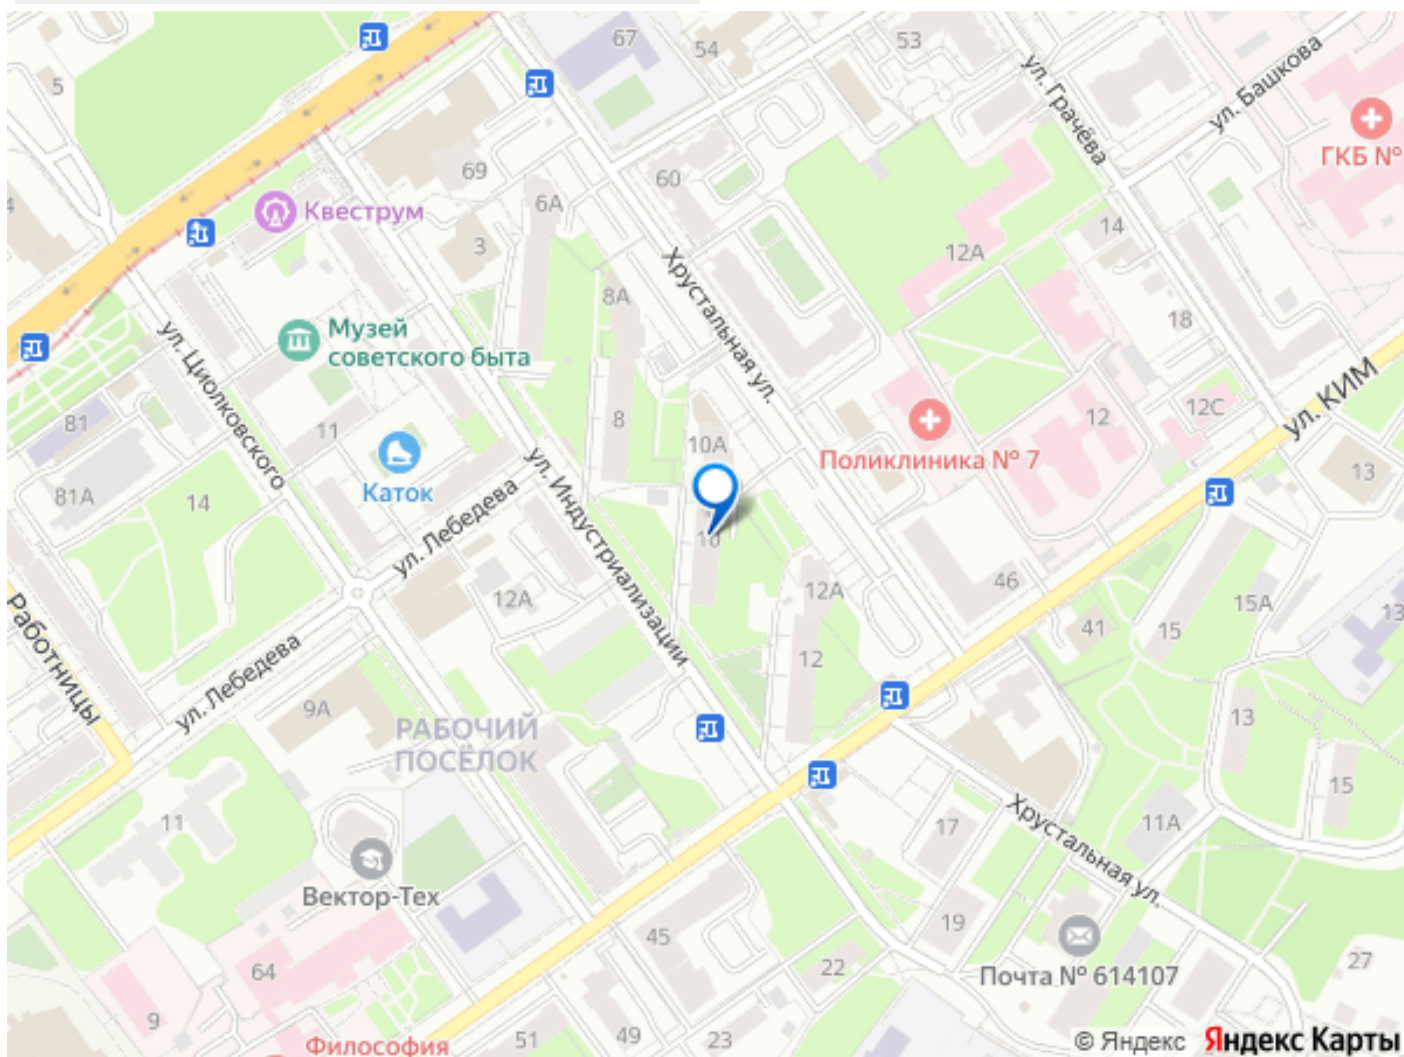 67
54
53
5
ул. Грачёва
ул. Башкова
ГКБ №
69
60
6А
Квеструм
3
14
12А
Хрустальная ул.
8А
18
Музей
советского быта
ул. Циолковского
ул. КИМ
81
11
8
10А
12
12С
Поликлиника № 7
13
Каток
81А
14
ул. Лебедева
ул. Индустриализации
10
46
12А
12А
15А
13
Работницы
41
15
12
ул. Лебедева
9А
13
РАБОЧИЙ
ПОСЁЛОК
15
11
17
Хрустальная ул.
11А
Вектор-Тех
19
45
64
22
Почта № 614107
27
9
51
49
23
Философия
© Яндекс Яндекс Карты